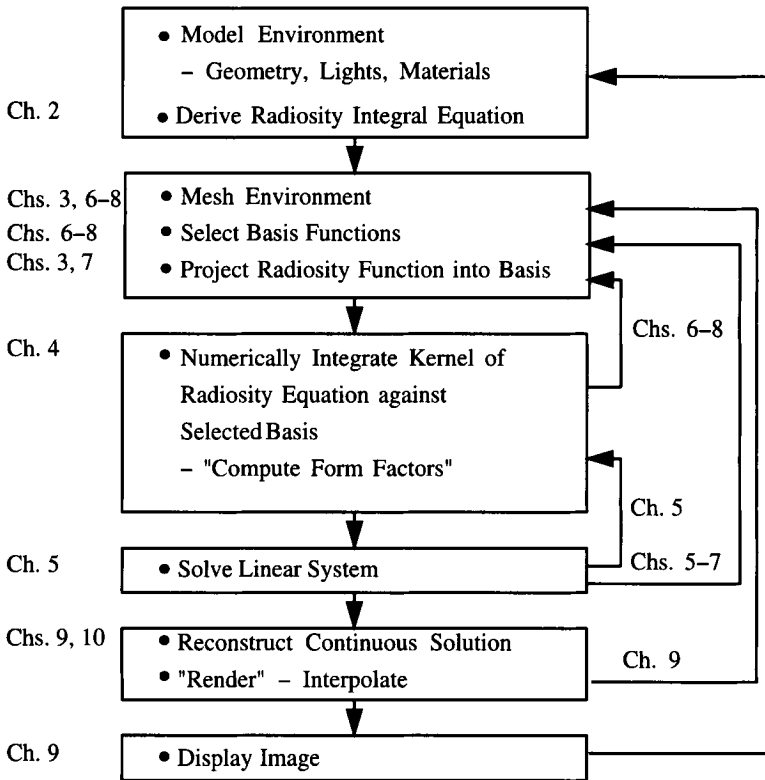 • Model Environment
– Geometry, Lights, Materials
Ch. 2
• Derive Radiosity Integral Equation
Chs. 3, 6–8
• Mesh Environment
Chs. 6–8
• Select Basis Functions
Chs. 3, 7
• Project Radiosity Function into Basis
Chs. 6–8
Ch. 4
• Numerically Integrate Kernel of
Radiosity Equation against
Selected Basis
– "Compute Form Factors"
Ch. 5
Ch. 5
• Solve Linear System
Chs. 5–7
Chs. 9, 10
• Reconstruct Continuous Solution
• "Render" – Interpolate
Ch. 9
Ch. 9
• Display Image